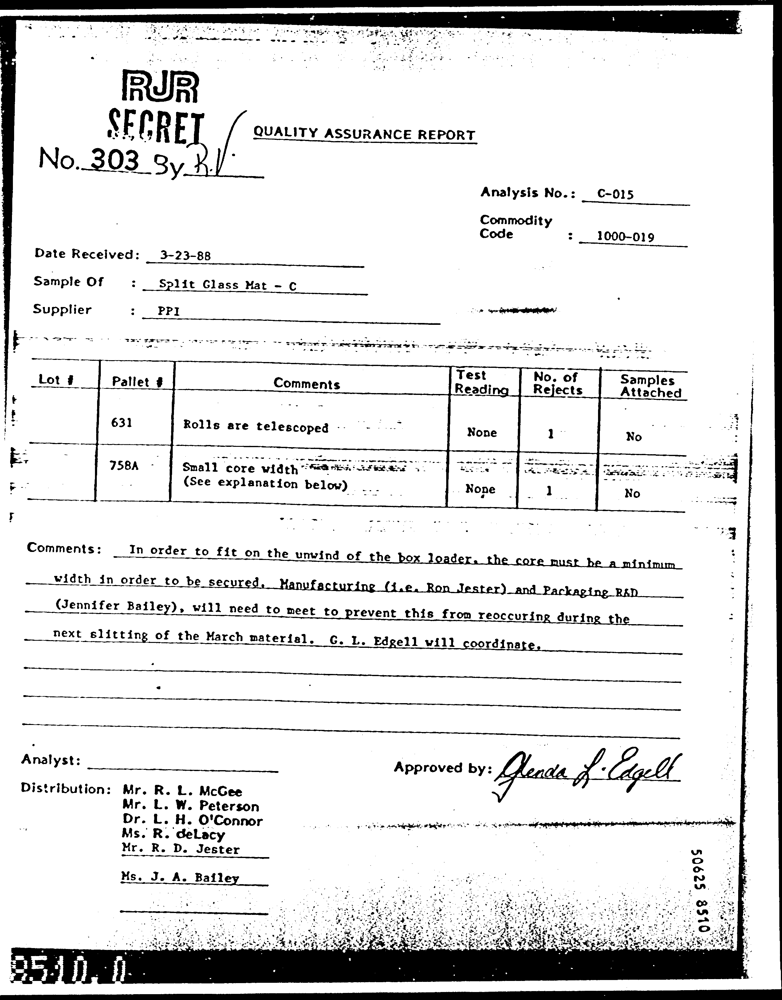 RJR
SECRET
No. 303 By R.V.
QUALITY ASSURANCE REPORT
Analysis No.: C-015
Commodity
Code : 1000-019
Date Received: 3-23-88
Sample Of : Split Glass Mat - C
Supplier : PPI
Lot # Pallet # Comments Test Reading No. of Rejects Samples Attached
631 Rolls are telescoped None 1 No
758A Small core width
(See explanation below) None 1 No
Comments: In order to fit on the unwind of the box loader, the core must be a minimum
width in order to be secured. Manufacturing (i.e. Ron Jester) and Packaging R&D
(Jennifer Bailey), will need to meet to prevent this from reoccuring during the
next slitting of the March material. G. L. Edgell will coordinate.
Analyst:
Approved by: Glenda L. Edgell
Distribution: Mr. R. L. McGee
Mr. L. W. Peterson
Dr. L. H. O'Connor
Ms. R. deLacy
Mr. R. D. Jester
Ms. J. A. Bailey
50625 8510
8510.0